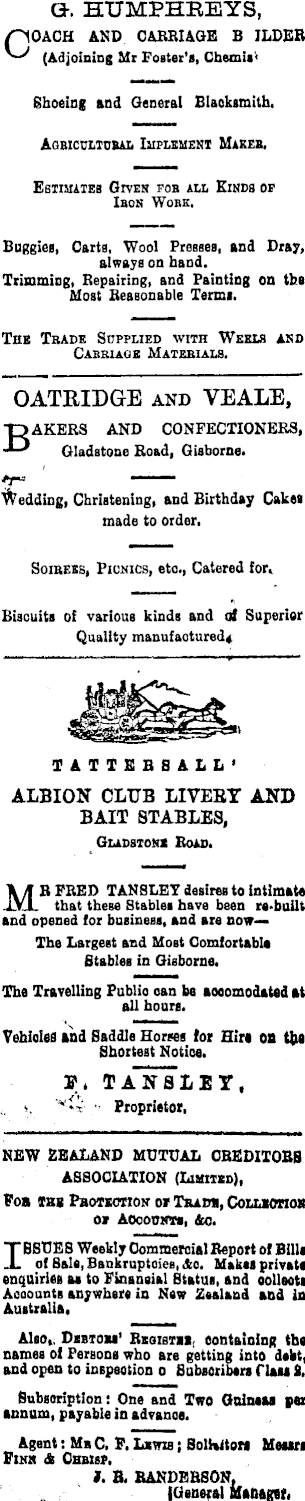 G. HUMPHREYS,
COACH AND CARRIAGE B ILDER
(Adjoining Mr Foster's, Chemist
Shoeing and General Blacksmith.
AGRICULTURAL IMPLEMENT MAKER.
ESTIMATES GIVEN FOR ALL KINDS OF
IRON WORK.
Buggies, Carts, Wool Presses, and Dray,
always on hand.
Trimming, Repairing, and Painting on the
Most Reasonable Terms.
THE TRADE SUPPLIED WITH WEELS AND
CARRIAGE MATERIALS.
OATRIDGE AND VEALE,
BAKERS AND CONFECTIONERS,
Gladstone Road, Gisborne.
Wedding, Christening, and Birthday Cakes
made to order.
SOIREES, PICNICS, etc., Catered for.
Biscuits of various kinds and of Superior
Quality manufactured.
TATTERSALL'
ALBION CLUB LIVERY AND
BAIT STABLES,
GLADSTONE ROAD.
MR FRED TANSLEY desires to intimate
that these Stables have been re-built
and opened for business, and are now—
The Largest and Most Comfortable
Stables in Gisborne.
The Travelling Public can be accomodated at
all hours.
Vehicles and Saddle Horses for Hire on the
Shortest Notice.
F. TANSLEY,
Proprietor,
NEW ZEALAND MUTUAL CREDITORS
ASSOCIATION (LIMITED),
FOR THE PROTECTION OF TRADE, COLLECTION
OF ACCOUNTS, &c.
ISSUES Weekly Commercial Report of Bills
of Sale, Bankruptcies, &c. Makes private
enquiries as to Financial Status, and collects
Accounts anywhere in New Zealand and in
Australia.
Also, DEBTORS' REGISTER, containing the
names of Persons who are getting into debt,
and open to inspection o Subscribers Class 2.
Subscription: One and Two Guineas per
annum, payable in advance.
Agent: MR C. F. LEWIS; Solicitors Messrs
FINN & CHRISP.
J. R. RANDERSON,
General Manager.